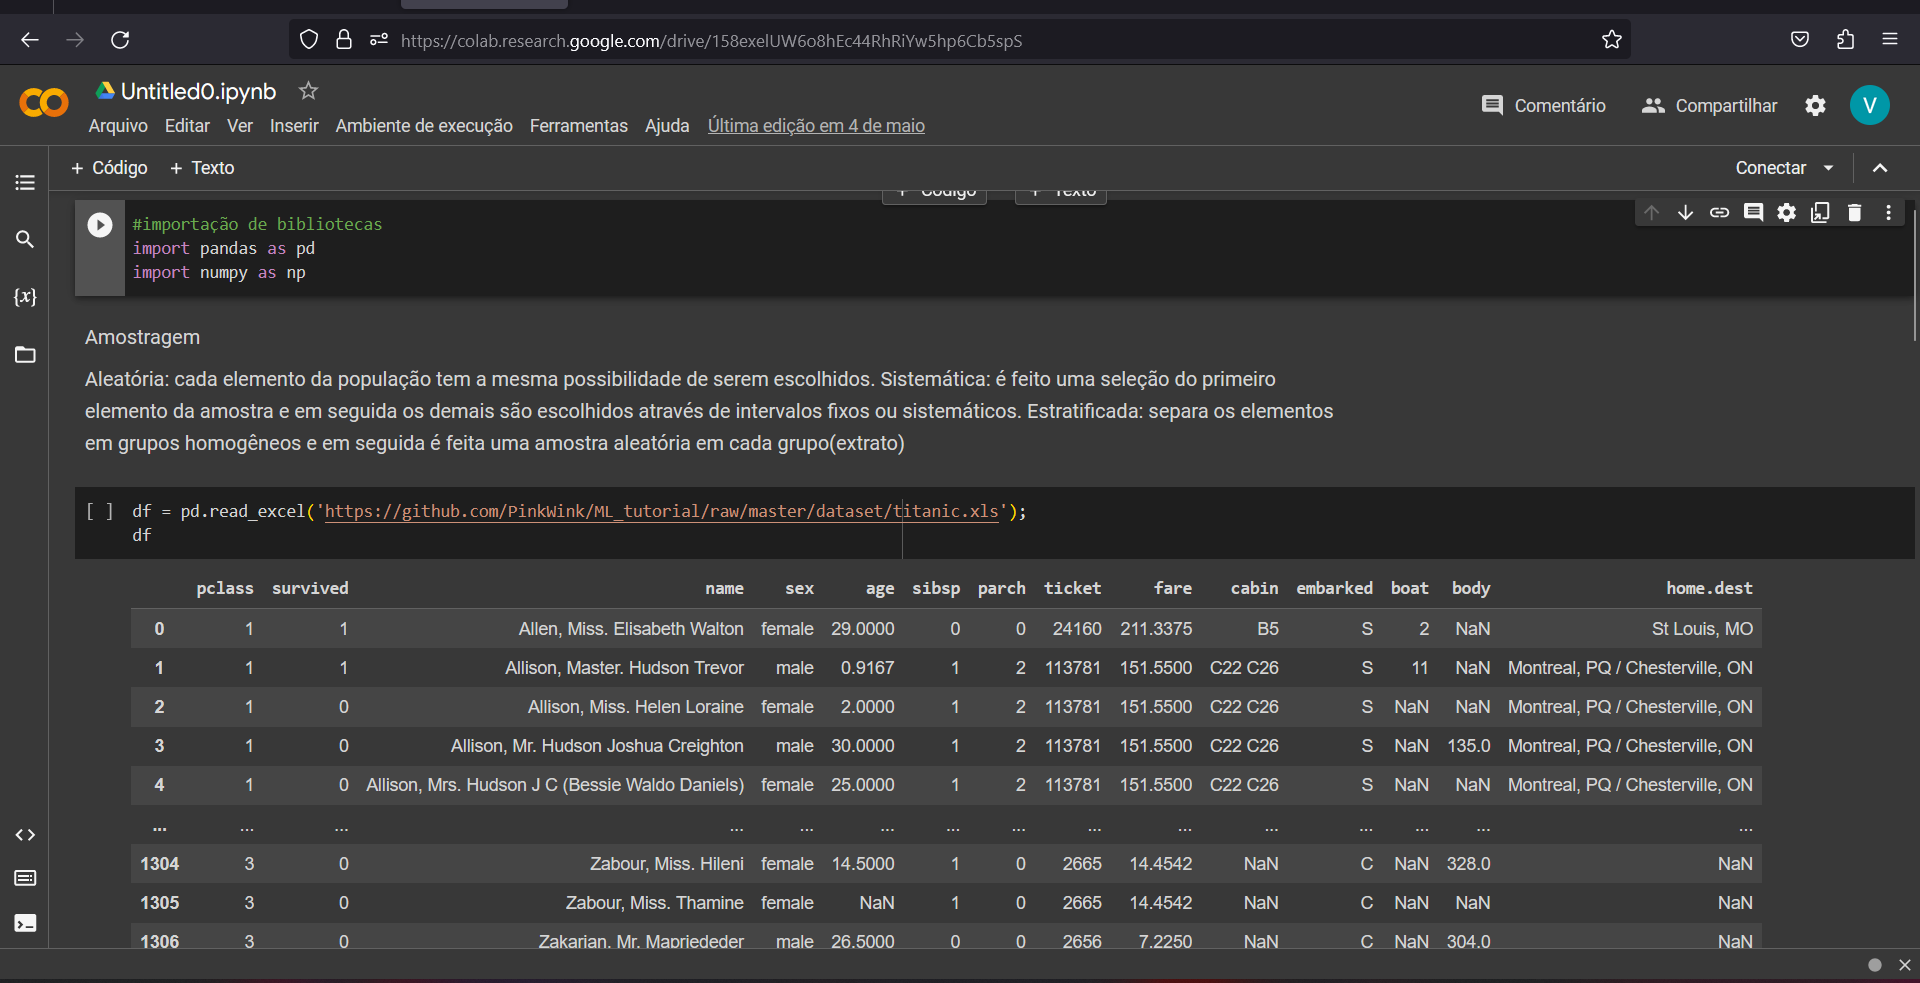 https://colab.research.google.com/drive/158exelUW6o8hEc44RhRiYw5hp6Cb5spS
Untitled0.ipynb
Comentário Compartilhar V
Arquivo Editar Ver Inserir Ambiente de execução Ferramentas Ajuda Última edição em 4 de maio
+ Código + Texto Conectar
+ Código + Texto
#importação de bibliotecas
import pandas as pd
import numpy as np
{x}
Amostragem
Aleatória: cada elemento da população tem a mesma possibilidade de serem escolhidos. Sistemática: é feito uma seleção do primeiro
elemento da amostra e em seguida os demais são escolhidos através de intervalos fixos ou sistemáticos. Estratificada: separa os elementos
em grupos homogêneos e em seguida é feita uma amostra aleatória em cada grupo(extrato)
[ ] df = pd.read_excel('https://github.com/PinkWink/ML_tutorial/raw/master/dataset/titanic.xls');
df
pclass survived name sex age sibsp parch ticket fare cabin embarked boat body home.dest
0 1 1 Allen, Miss. Elisabeth Walton female 29.0000 0 0 24160 211.3375 B5 S 2 NaN St Louis, MO
1 1 1 Allison, Master. Hudson Trevor male 0.9167 1 2 113781 151.5500 C22 C26 S 11 NaN Montreal, PQ / Chesterville, ON
2 1 0 Allison, Miss. Helen Loraine female 2.0000 1 2 113781 151.5500 C22 C26 S NaN NaN Montreal, PQ / Chesterville, ON
3 1 0 Allison, Mr. Hudson Joshua Creighton male 30.0000 1 2 113781 151.5500 C22 C26 S NaN 135.0 Montreal, PQ / Chesterville, ON
4 1 0 Allison, Mrs. Hudson J C (Bessie Waldo Daniels) female 25.0000 1 2 113781 151.5500 C22 C26 S NaN NaN Montreal, PQ / Chesterville, ON
... ... ... ... ... ... ... ... ... ... ... ... ... ... ...
1304 3 0 Zabour, Miss. Hileni female 14.5000 1 0 2665 14.4542 NaN C NaN 328.0 NaN
1305 3 0 Zabour, Miss. Thamine female NaN 1 0 2665 14.4542 NaN C NaN NaN NaN
1306 3 0 Zakarian, Mr. Mapriededer male 26.5000 0 0 2656 7.2250 NaN C NaN 304.0 NaN